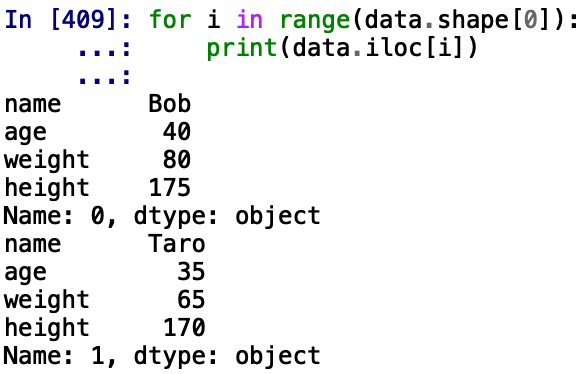 In [409]: for i in range(data.shape[0]):
     ...:     print(data.iloc[i])
     ...:
name      Bob
age        40
weight     80
height    175
Name: 0, dtype: object
name      Taro
age         35
weight      65
height     170
Name: 1, dtype: object